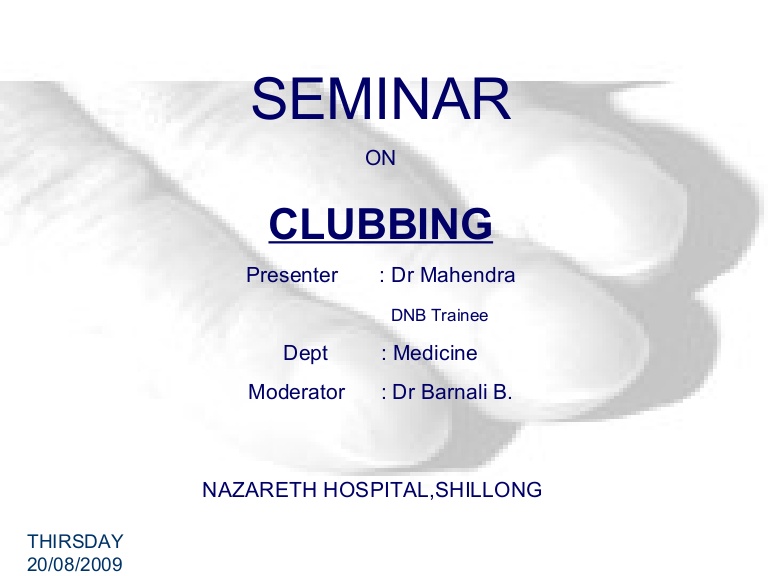 SEMINAR
ON
CLUBBING
Presenter : Dr Mahendra
DNB Trainee
Dept : Medicine
Moderator : Dr Barnali B.
NAZARETH HOSPITAL,SHILLONG
THIRSDAY
20/08/2009